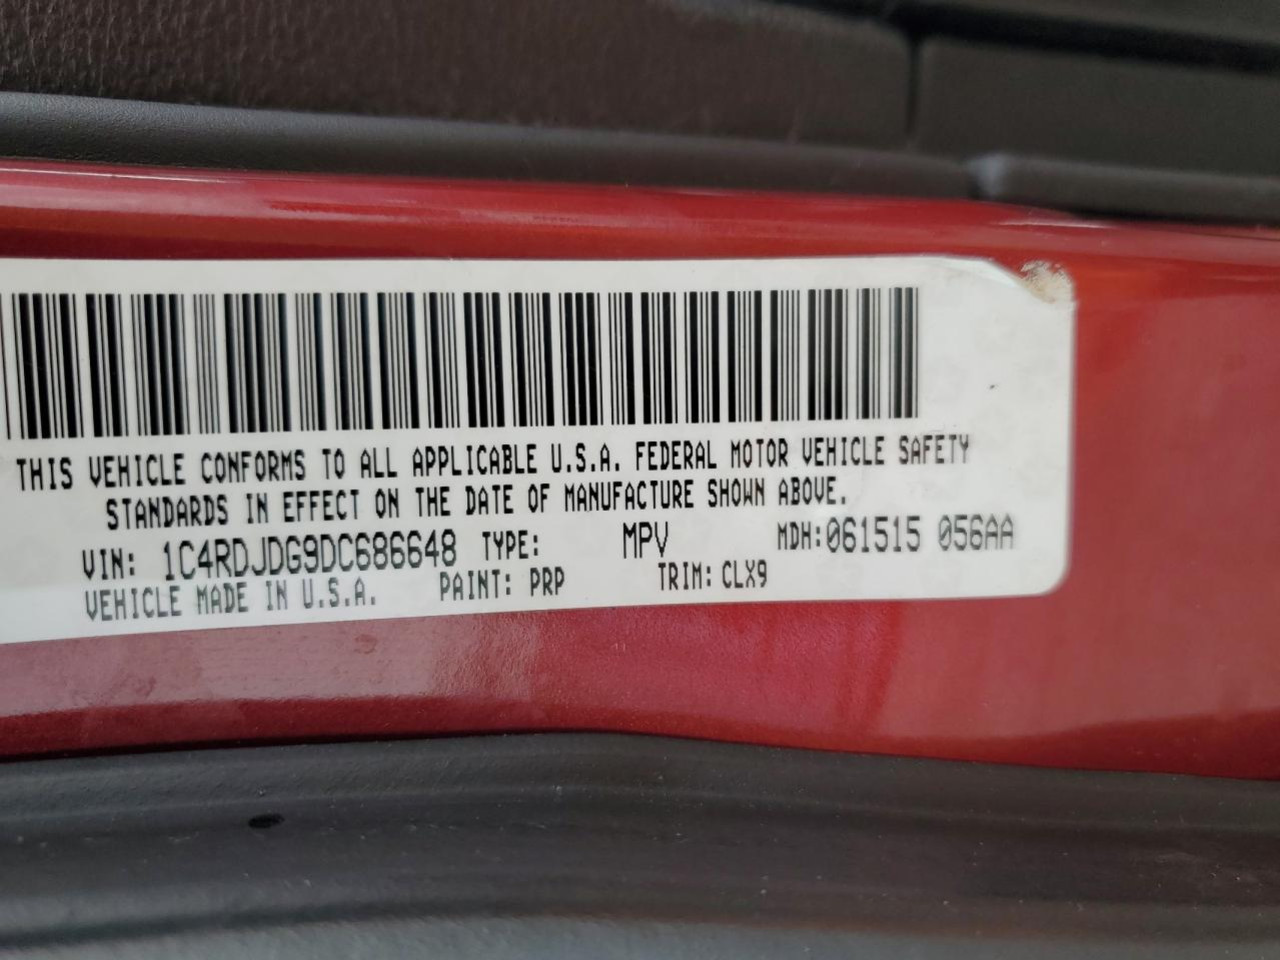 THIS VEHICLE CONFORMS TO ALL APPLICABLE U.S.A. FEDERAL MOTOR VEHICLE SAFETY
STANDARDS IN EFFECT ON THE DATE OF MANUFACTURE SHOWN ABOVE.
VIN: 1C4RDJDG9DC686648 TYPE: MPV MDH:061515 056AA
VEHICLE MADE IN U.S.A. PAINT: PRP TRIM: CLX9